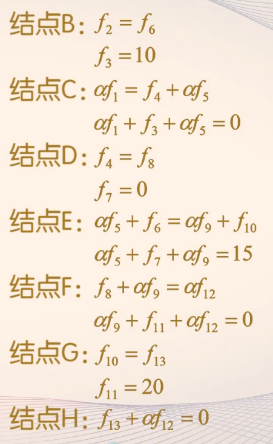 结点B: f₂ = f₆
f₃ = 10
结点C: αf₁ = f₄ + αf₅
αf₁ + f₃ + αf₅ = 0
结点D: f₄ = f₈
f₇ = 0
结点E: αf₅ + f₆ = αf₉ + f₁₀
αf₅ + f₇ + αf₉ = 15
结点F: f₈ + αf₉ = αf₁₂
αf₉ + f₁₁ + αf₁₂ = 0
结点G: f₁₀ = f₁₃
f₁₁ = 20
结点H: f₁₃ + αf₁₂ = 0